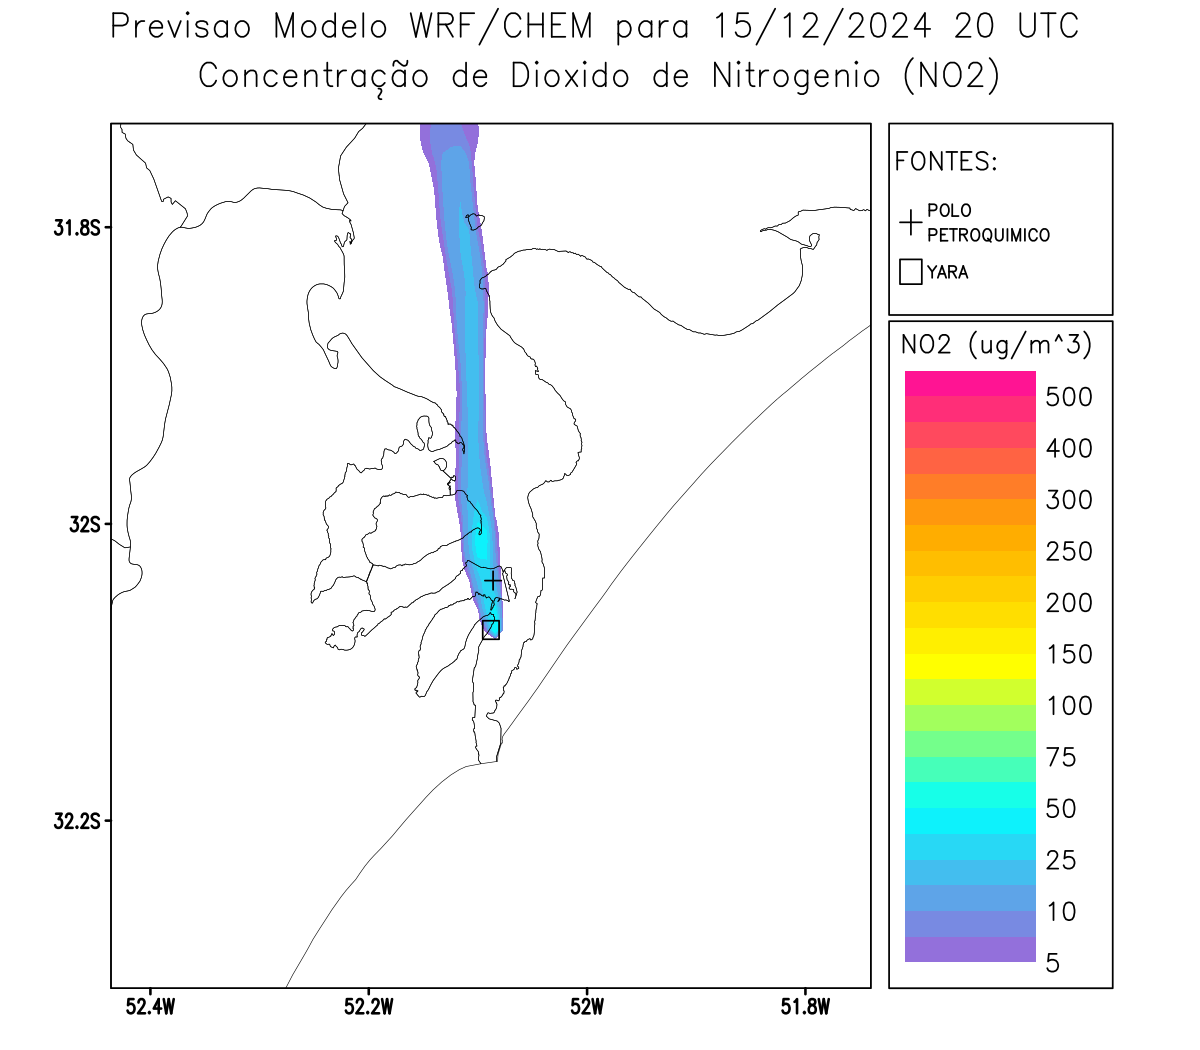 Previsao Modelo WRF/CHEM para 15/12/2024 20 UTC
Concentração de Dioxido de Nitrogenio (NO2)
FONTES:
POLO
PETROQUIMICO
YARA
NO2 (ug/m^3)
500
400
300
250
200
150
100
75
50
25
10
5
31.8S
32S
32.2S
52.4W
52.2W
52W
51.8W